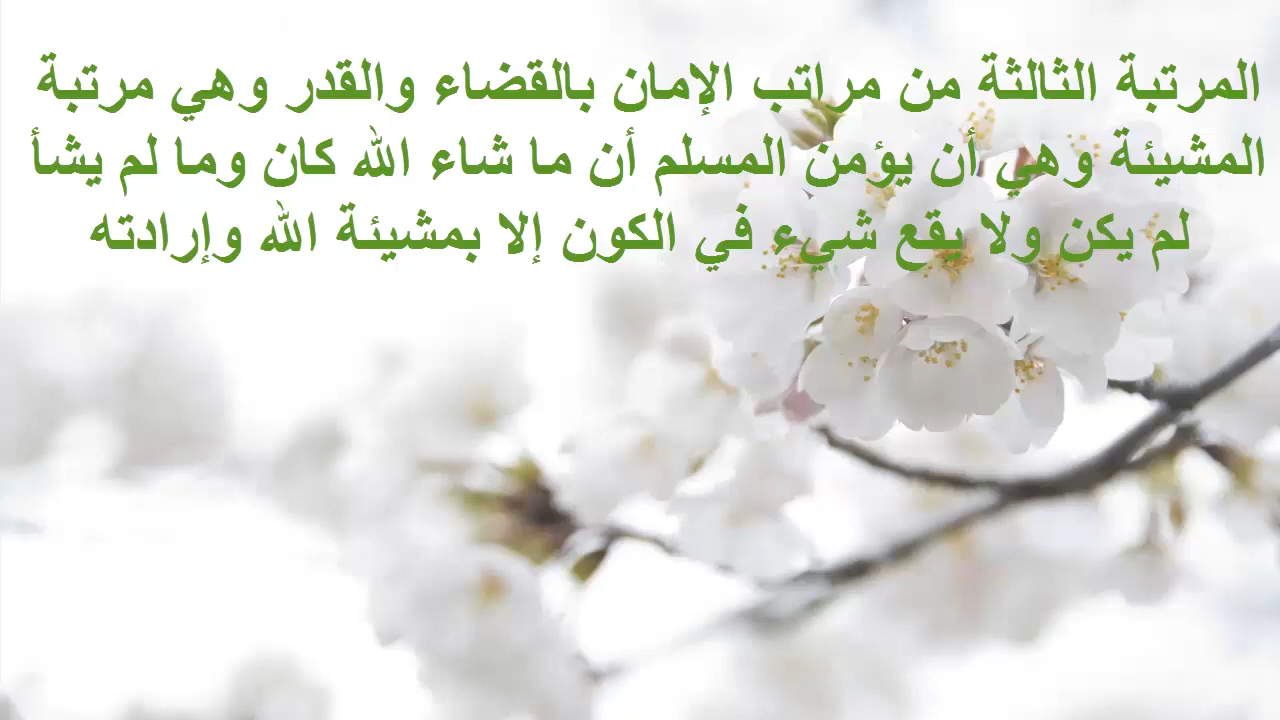 المرتبة الثالثة من مراتب الإمان بالقضاء والقدر وهي مرتبة
المشيئة وهي أن يؤمن المسلم أن ما شاء الله كان وما لم يشأ
لم يكن ولا يقع شيء في الكون إلا بمشيئة الله وإرادته